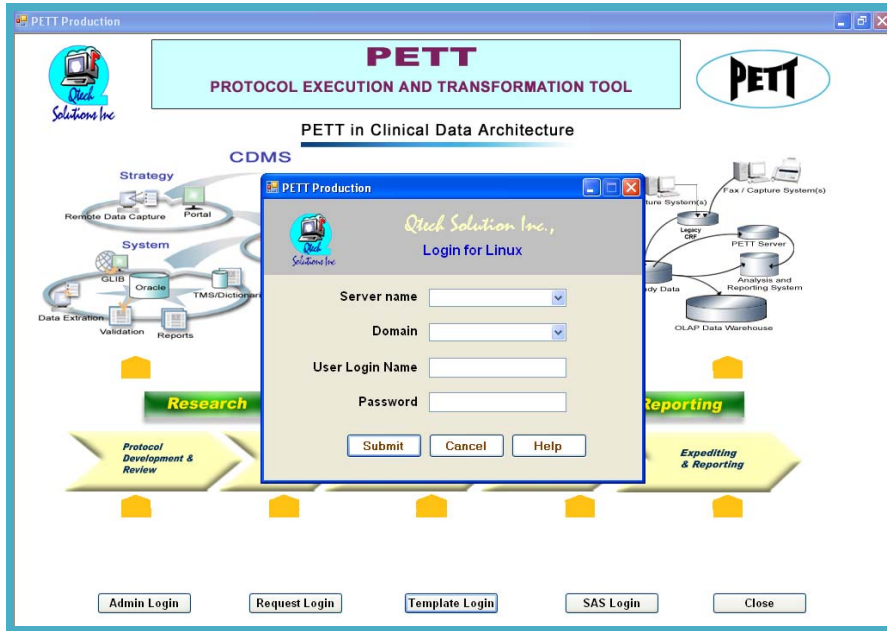 PETT Production
Qtech
Solutions Inc
PETT
PROTOCOL EXECUTION AND TRANSFORMATION TOOL
PETT
PETT in Clinical Data Architecture
CDMS
Strategy
Remote Data Capture
Portal
System
GLIB
Oracle
TMS/Dictionari
Data Extration
Validation
Reports
ture System(s)
Fax / Capture System(s)
Legacy
CRF
PETT Server
dy Data
Analysis and
Reporting System
OLAP Data Warehouse
PETT Production
Qtech
Solutions Inc
Qtech Solution Inc.,
Login for Linux
Server name
Domain
User Login Name
Password
Submit
Cancel
Help
Research
Reporting
Protocol
Development &
Review
Expediting
& Reporting
Admin Login
Request Login
Template Login
SAS Login
Close